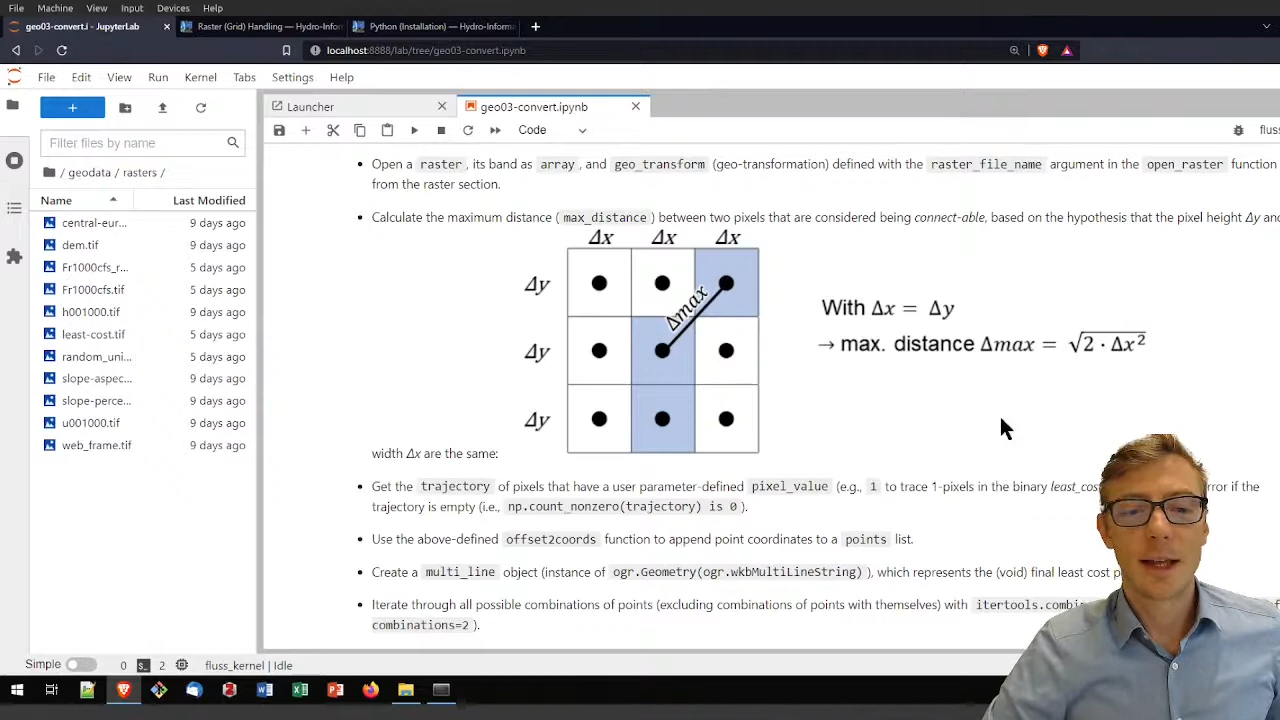 File Machine View Input Devices Help
geo03-convert.i - JupyterLab
Raster (Grid) Handling — Hydro-Infor
Python (Installation) — Hydro-Informa
localhost:8888/lab/tree/geo03-convert.ipynb
File Edit View Run Kernel Tabs Settings Help
Launcher
geo03-convert.ipynb
Code
fluss
Filter files by name
/ geodata / rasters /
Name Last Modified
central-eur... 9 days ago
dem.tif 9 days ago
Fr1000cfs_r... 5 days ago
Fr1000cfs.tif 5 days ago
h001000.tif 9 days ago
least-cost.tif 9 days ago
random_uni... 9 days ago
slope-aspec... 9 days ago
slope-perce... 9 days ago
u001000.tif 9 days ago
web_frame.tif 9 days ago
Open a raster, its band as array, and geo_transform (geo-transformation) defined with the raster_file_name argument in the open_raster function
from the raster section.
Calculate the maximum distance ( max_distance ) between two pixels that are considered being connect-able, based on the hypothesis that the pixel height Δy and
Δx Δx Δx
Δy
Δmax
Δy
Δy
With Δx = Δy
→ max. distance Δmax = √2 · Δx²
width Δx are the same:
Get the trajectory of pixels that have a user parameter-defined pixel_value (e.g., 1 to trace 1-pixels in the binary least_cos rror if the
trajectory is empty (i.e., np.count_nonzero(trajectory) is 0 ).
Use the above-defined offset2coords function to append point coordinates to a points list.
Create a multi_line object (instance of ogr.Geometry(ogr.wkbMultiLineString) ), which represents the (void) final least cost p
Iterate through all possible combinations of points (excluding combinations of points with themselves) with itertools.comb
combinations=2 ).
Simple 0 2 fluss_kernel | Idle